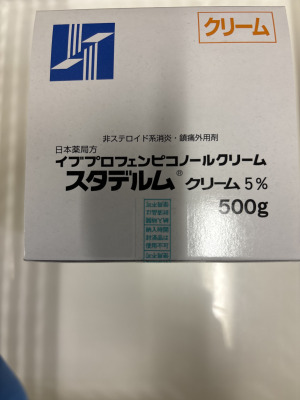 クリーム
非ステロイド系消炎・鎮痛外用剤
日本薬局方
イブプロフェンピコノールクリーム
スタデルム® クリーム 5%
500g